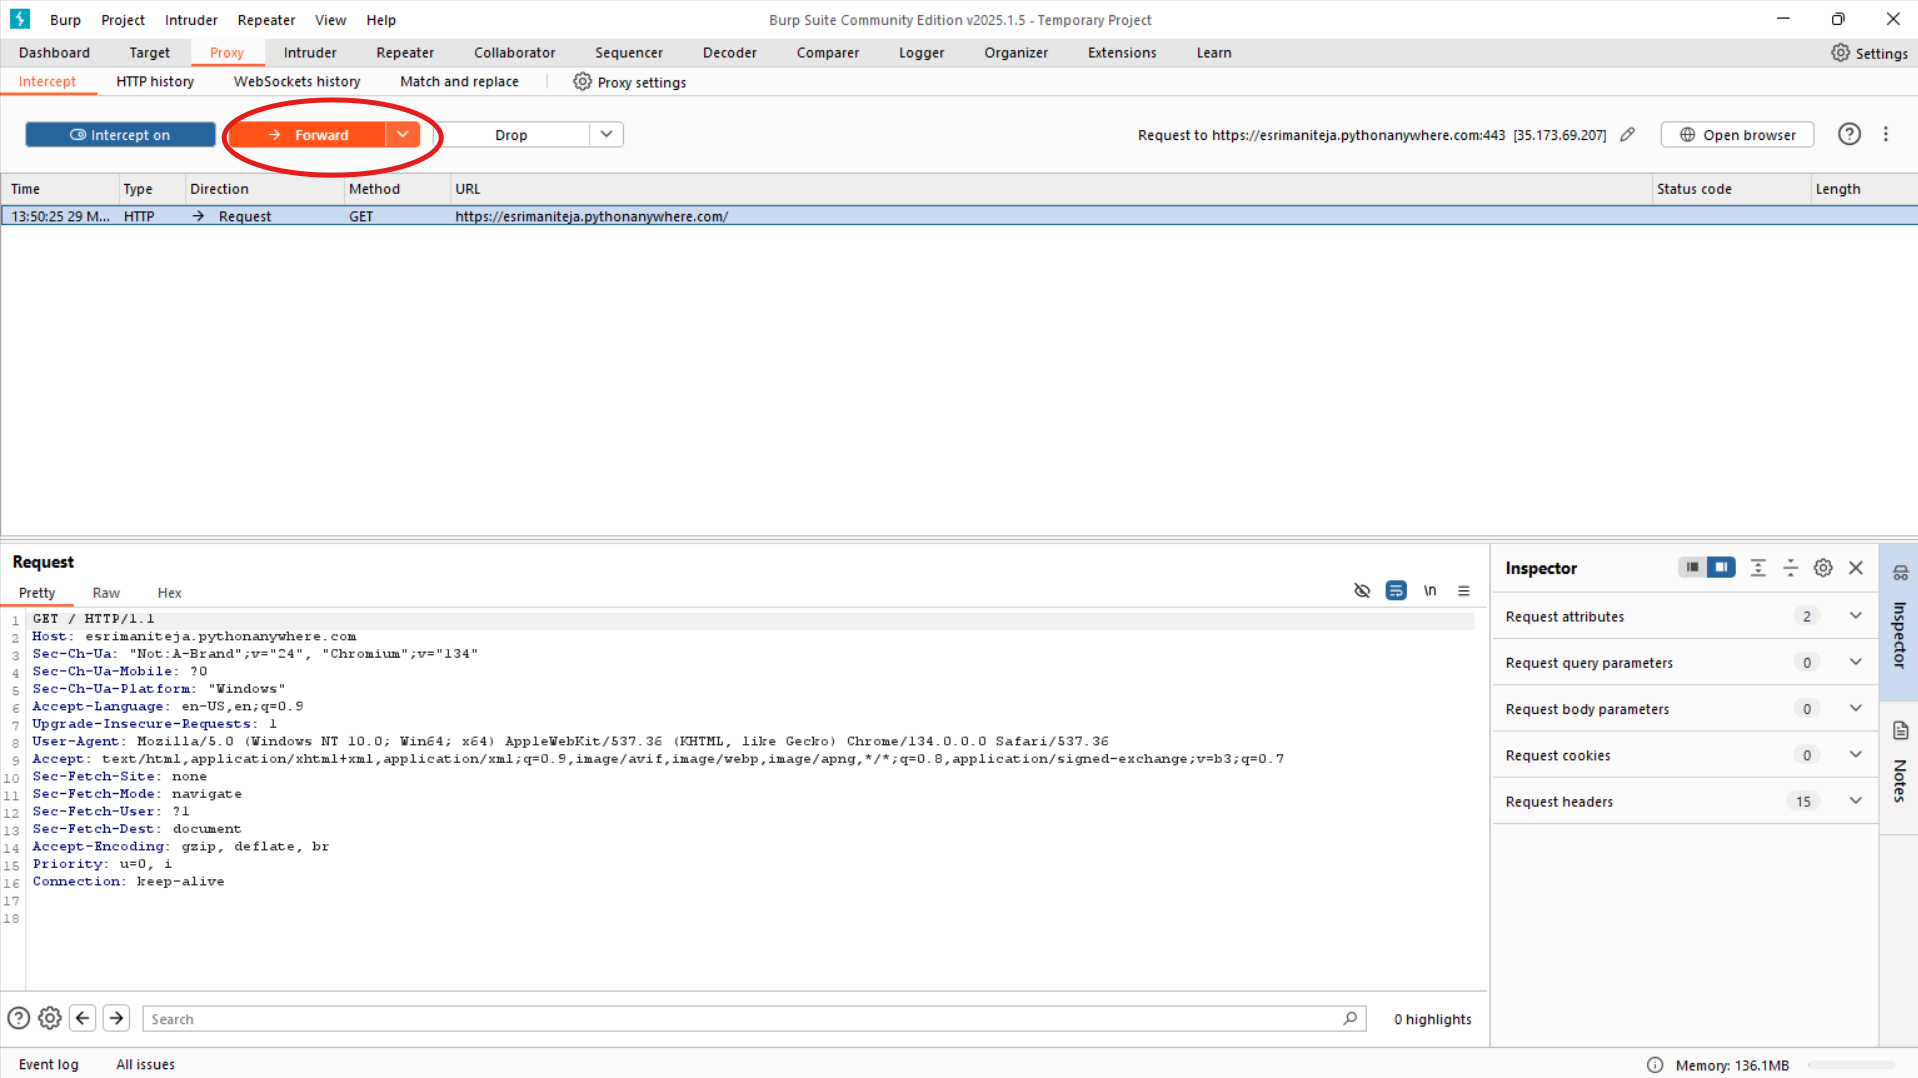 Burp Project Intruder Repeater View Help Burp Suite Community Edition v2025.1.5 - Temporary Project
Dashboard Target Proxy Intruder Repeater Collaborator Sequencer Decoder Comparer Logger Organizer Extensions Learn Settings
Intercept HTTP history WebSockets history Match and replace Proxy settings
Intercept on Forward Drop Request to https://esrimaniteja.pythonanywhere.com:443 [35.173.69.207] Open browser
Time Type Direction Method URL Status code Length
13:50:25 29 M... HTTP → Request GET https://esrimaniteja.pythonanywhere.com/
Request
Pretty Raw Hex \n
1 GET / HTTP/1.1
2 Host: esrimaniteja.pythonanywhere.com
3 Sec-Ch-Ua: "Not:A-Brand";v="24", "Chromium";v="134"
4 Sec-Ch-Ua-Mobile: ?0
5 Sec-Ch-Ua-Platform: "Windows"
6 Accept-Language: en-US,en;q=0.9
7 Upgrade-Insecure-Requests: 1
8 User-Agent: Mozilla/5.0 (Windows NT 10.0; Win64; x64) AppleWebKit/537.36 (KHTML, like Gecko) Chrome/134.0.0.0 Safari/537.36
9 Accept: text/html,application/xhtml+xml,application/xml;q=0.9,image/avif,image/webp,image/apng,*/*;q=0.8,application/signed-exchange;v=b3;q=0.7
10 Sec-Fetch-Site: none
11 Sec-Fetch-Mode: navigate
12 Sec-Fetch-User: ?1
13 Sec-Fetch-Dest: document
14 Accept-Encoding: gzip, deflate, br
15 Priority: u=0, i
16 Connection: keep-alive
17
18
Search 0 highlights
Inspector
Request attributes 2
Request query parameters 0
Request body parameters 0
Request cookies 0
Request headers 15
Inspector
Notes
Event log All issues Memory: 136.1MB